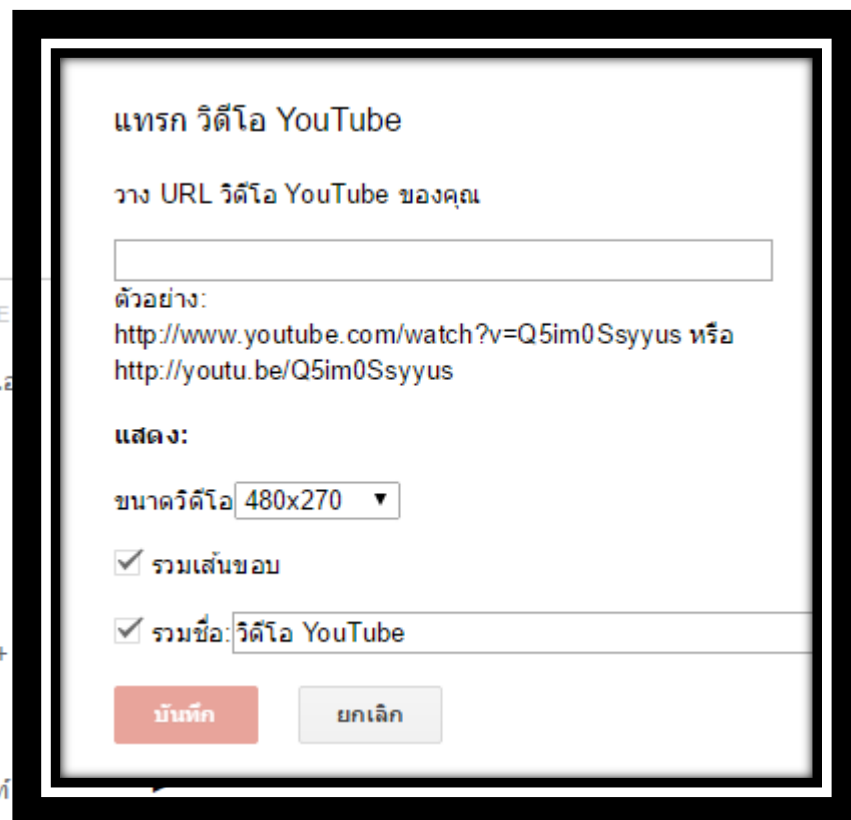 แทรก วิดีโอ YouTube
วาง URL วิดีโอ YouTube ของคุณ
ตัวอย่าง:
http://www.youtube.com/watch?v=Q5im0Ssyyus หรือ
http://youtu.be/Q5im0Ssyyus
แสดง:
ขนาดวิดีโอ 480x270
รวมเส้นขอบ
รวมชื่อ: วิดีโอ YouTube
บันทึก ยกเลิก